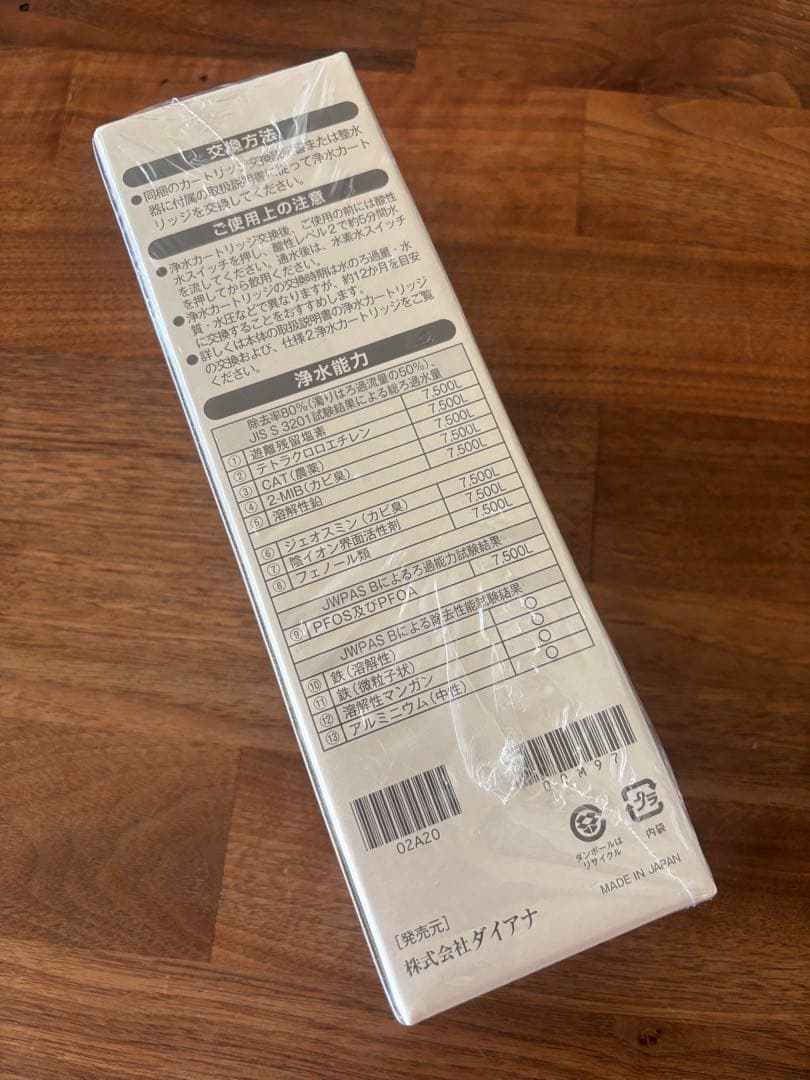 交換方法
●同梱のカートリッジ交換説明書または整水
器に付属の取扱説明書に従って浄水カート
リッジを交換してください。
ご使用上の注意
●浄水カートリッジ交換後、ご使用の前には酸性
水スイッチを押し、酸性レベル2で約5分間水
を流してください。通水後は、水素水スイッチ
を押してから飲用ください。
●浄水カートリッジの交換時期は水のろ過量・水
質・水圧などで異なりますが、約12か月を目安
に交換することをおすすめします。
●詳しくは本体の取扱説明書の浄水カートリッジ
の交換および、仕様2浄水カートリッジをご覧
ください。
浄水能力
除去率80%(濁りはろ過流量の50%)、
JIS S 3201試験結果による総ろ過水量
① 遊離残留塩素 7,500L
② テトラクロロエチレン 7,500L
③ CAT(農薬) 7,500L
④ 2-MIB(カビ臭) 7,500L
⑤ 溶解性鉛 7,500L
⑥ ジェオスミン(カビ臭) 7,500L
⑦ 陰イオン界面活性剤 7,500L
⑧ フェノール類 7,500L
JWPAS Bによるろ過能力試験結果
⑨ PFOS及びPFOA 7,500L
JWPAS Bによる除去性能試験結果
⑩ 鉄(溶解性) ○
⑪ 鉄(微粒子状) ○
⑫ 溶解性マンガン ○
⑬ アルミニウム(中性) ○
02A20
00M97
ダンボールは
リサイクル
プラ
内袋
MADE IN JAPAN
[発売元]
株式会社ダイアナ